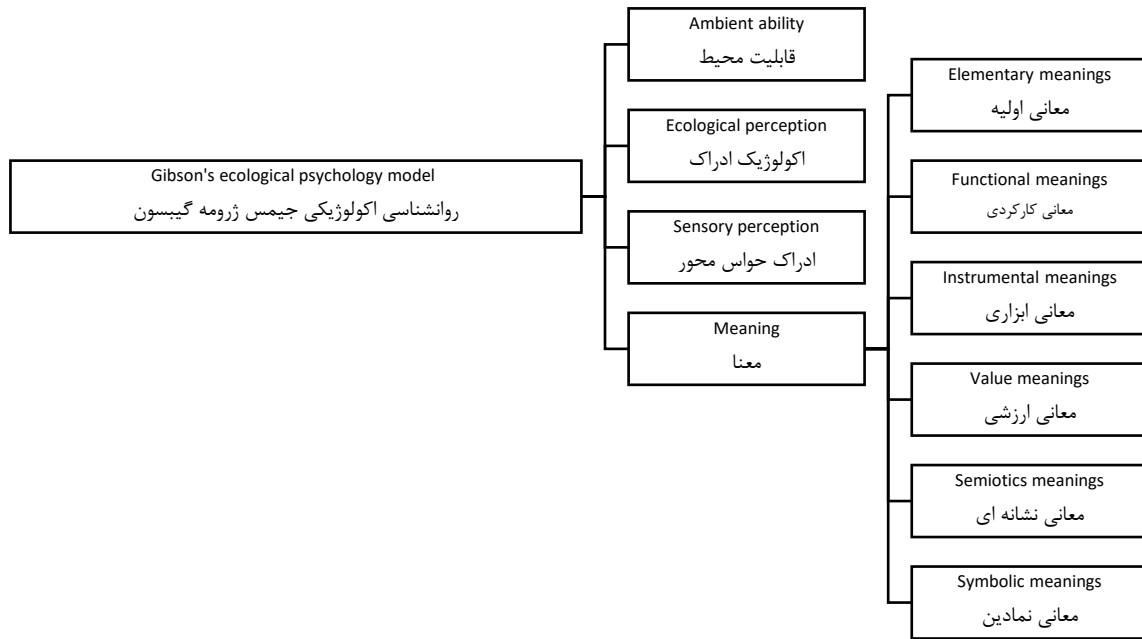 Gibson's ecological psychology model
روانشناسی اکولوژیکی جیمس ژرومه گیبسون
Ambient ability
قابلیت محیط
Ecological perception
اکولوژیک ادراک
Sensory perception
ادراک حواس محور
Meaning
معنا
Elementary meanings
معانی اولیه
Functional meanings
معانی کارکردی
Instrumental meanings
معانی ابزاری
Value meanings
معانی ارزشی
Semiotics meanings
معانی نشانه ای
Symbolic meanings
معانی نمادین